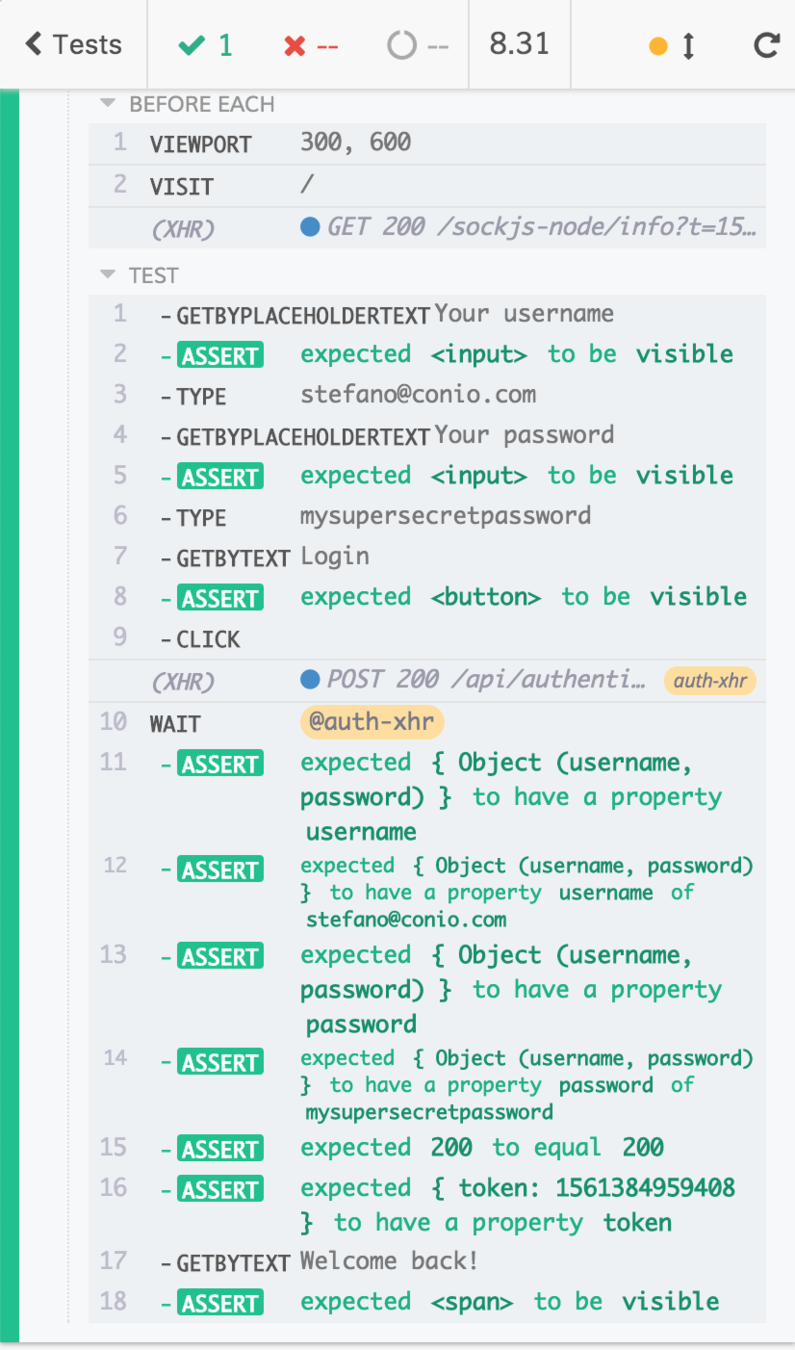 Tests 1 -- -- 8.31
BEFORE EACH
1 VIEWPORT 300, 600
2 VISIT /
(XHR) GET 200 /sockjs-node/info?t=15…
TEST
1 -GETBYPLACEHOLDERTEXT Your username
2 -ASSERT expected <input> to be visible
3 -TYPE stefano@conio.com
4 -GETBYPLACEHOLDERTEXT Your password
5 -ASSERT expected <input> to be visible
6 -TYPE mysupersecretpassword
7 -GETBYTEXT Login
8 -ASSERT expected <button> to be visible
9 -CLICK
(XHR) POST 200 /api/authenti… auth-xhr
10 WAIT @auth-xhr
11 -ASSERT expected { Object (username,
password) } to have a property
username
12 -ASSERT expected { Object (username, password)
} to have a property username of
stefano@conio.com
13 -ASSERT expected { Object (username,
password) } to have a property
password
14 -ASSERT expected { Object (username, password)
} to have a property password of
mysupersecretpassword
15 -ASSERT expected 200 to equal 200
16 -ASSERT expected { token: 1561384959408
} to have a property token
17 -GETBYTEXT Welcome back!
18 -ASSERT expected <span> to be visible